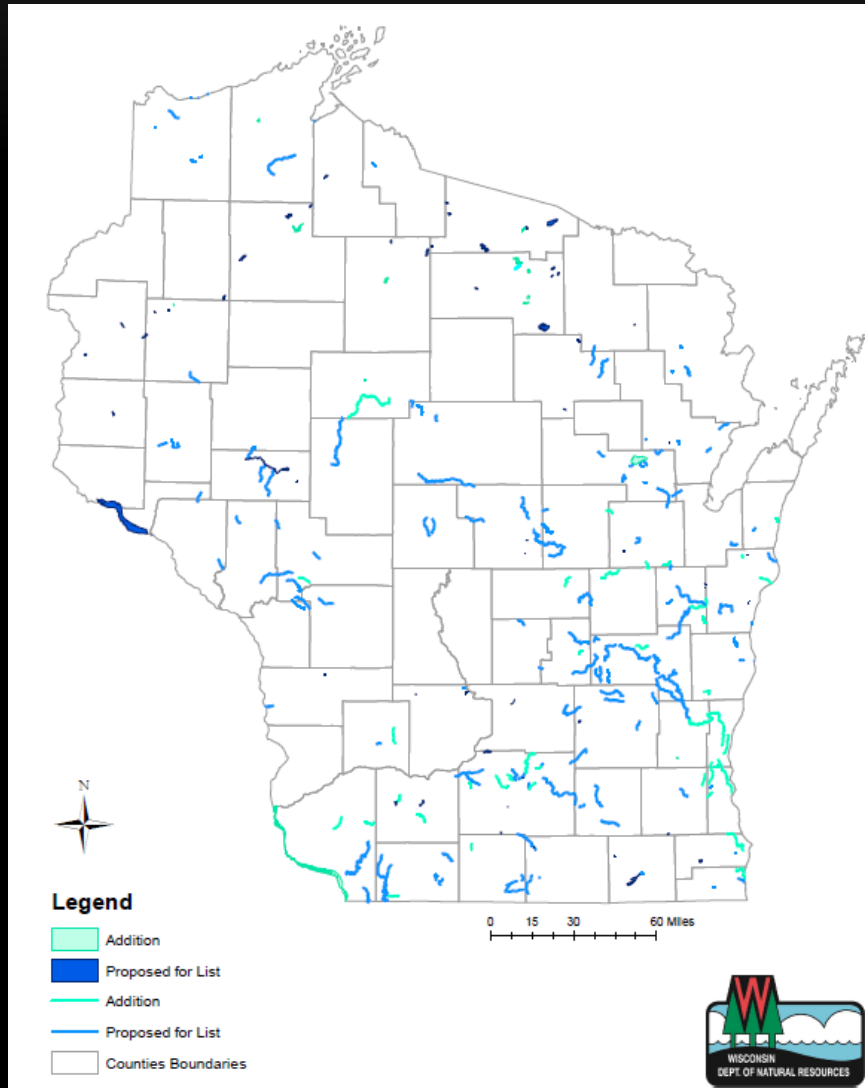 N
Legend
Addition
Proposed for List
Addition
Proposed for List
Counties Boundaries
0 15 30 60 Miles
W
WISCONSIN
DEPT. OF NATURAL RESOURCES